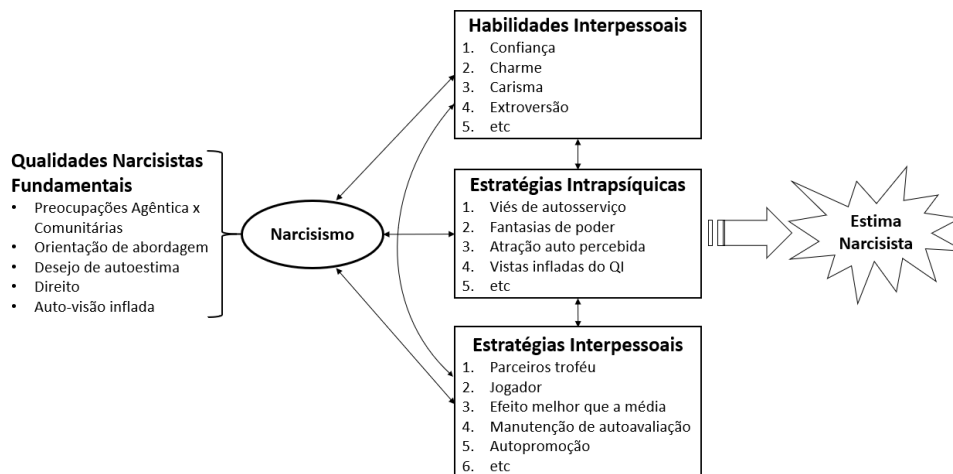 Qualidades Narcisistas
Fundamentais
• Preocupações Agêntica x
Comunitárias
• Orientação de abordagem
• Desejo de autoestima
• Direito
• Auto-visão inflada
Narcisismo
Habilidades Interpessoais
1. Confiança
2. Charme
3. Carisma
4. Extroversão
5. etc
Estratégias Intrapsíquicas
1. Viés de autosserviço
2. Fantasias de poder
3. Atração auto percebida
4. Vistas infladas do QI
5. etc
Estratégias Interpessoais
1. Parceiros troféu
2. Jogador
3. Efeito melhor que a média
4. Manutenção de autoavaliação
5. Autopromoção
6. etc
Estima
Narcisista